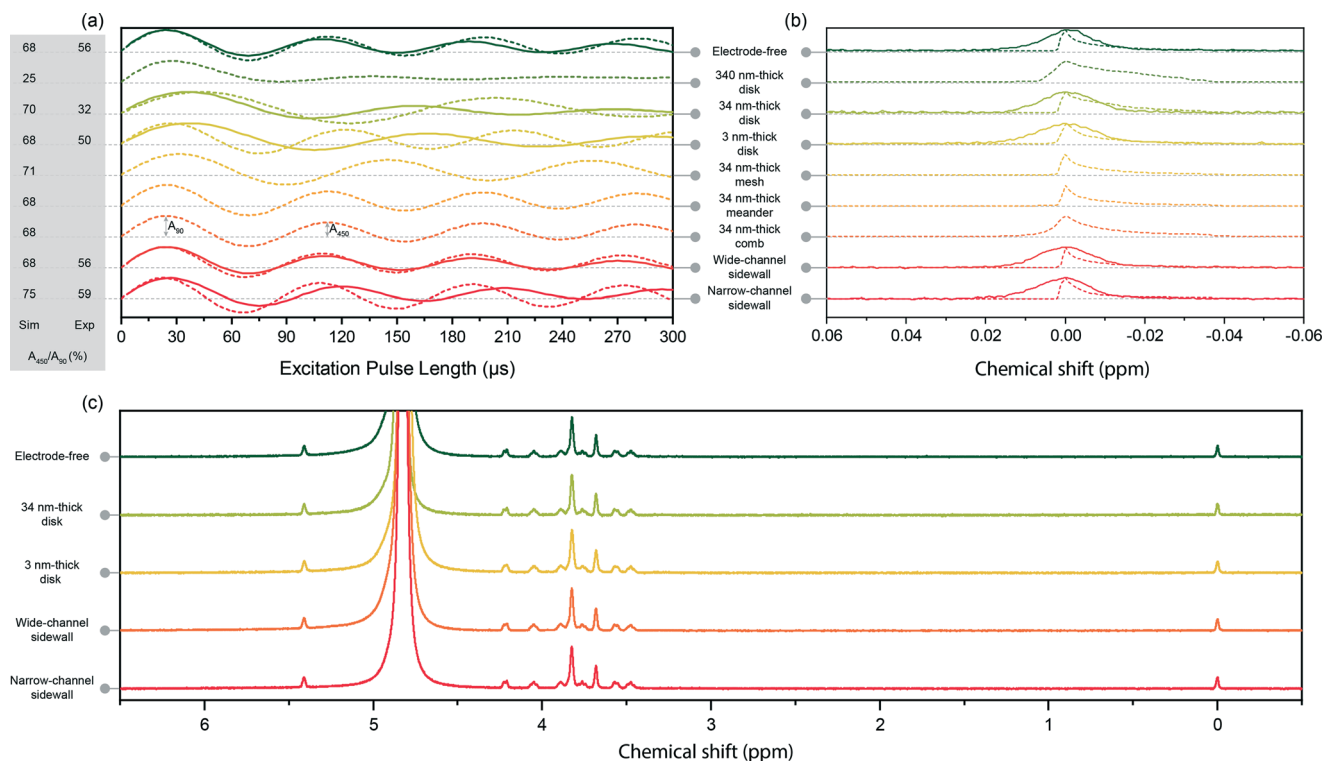 (a)
(b)
68 56
25
70 32
68 50
71
68
68
68 56
75 59
Sim Exp
A450/A90 (%)
A90
A450
Electrode-free
340 nm-thick
disk
34 nm-thick
disk
3 nm-thick
disk
34 nm-thick
mesh
34 nm-thick
meander
34 nm-thick
comb
Wide-channel
sidewall
Narrow-channel
sidewall
0 30 60 90 120 150 180 210 240 270 300
Excitation Pulse Length (μs)
0.06 0.04 0.02 0.00 -0.02 -0.04 -0.06
Chemical shift (ppm)
(c)
Electrode-free
34 nm-thick
disk
3 nm-thick
disk
Wide-channel
sidewall
Narrow-channel
sidewall
6 5 4 3 2 1 0
Chemical shift (ppm)